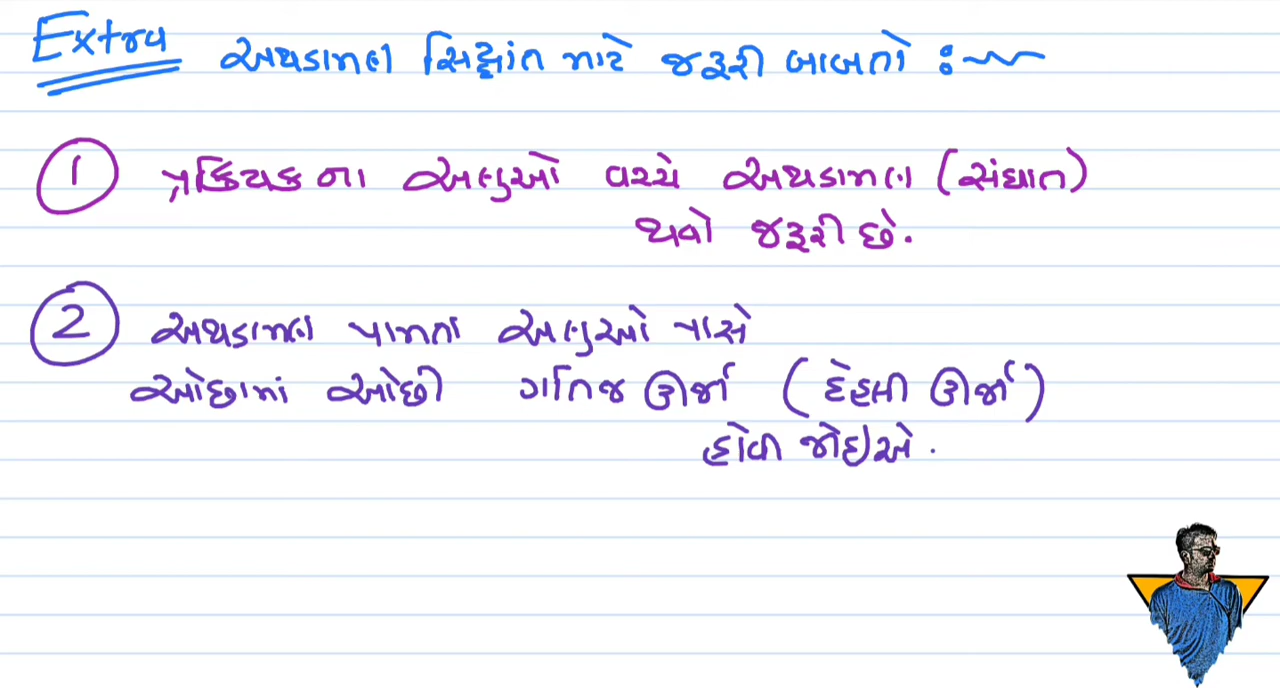 Extra અથડામણ સિદ્ધાંત માટે જરૂરી બાબતો :~
1 પ્રક્રિયકના અણુઓ વચ્ચે અથડામણ (સંઘાત)
થવો જરૂરી છે.
2 અથડામણ પામતા અણુઓ પાસે
ઓછામાં ઓછી ગતિજ ઊર્જા (દેહલી ઊર્જા)
હોવી જોઇએ.